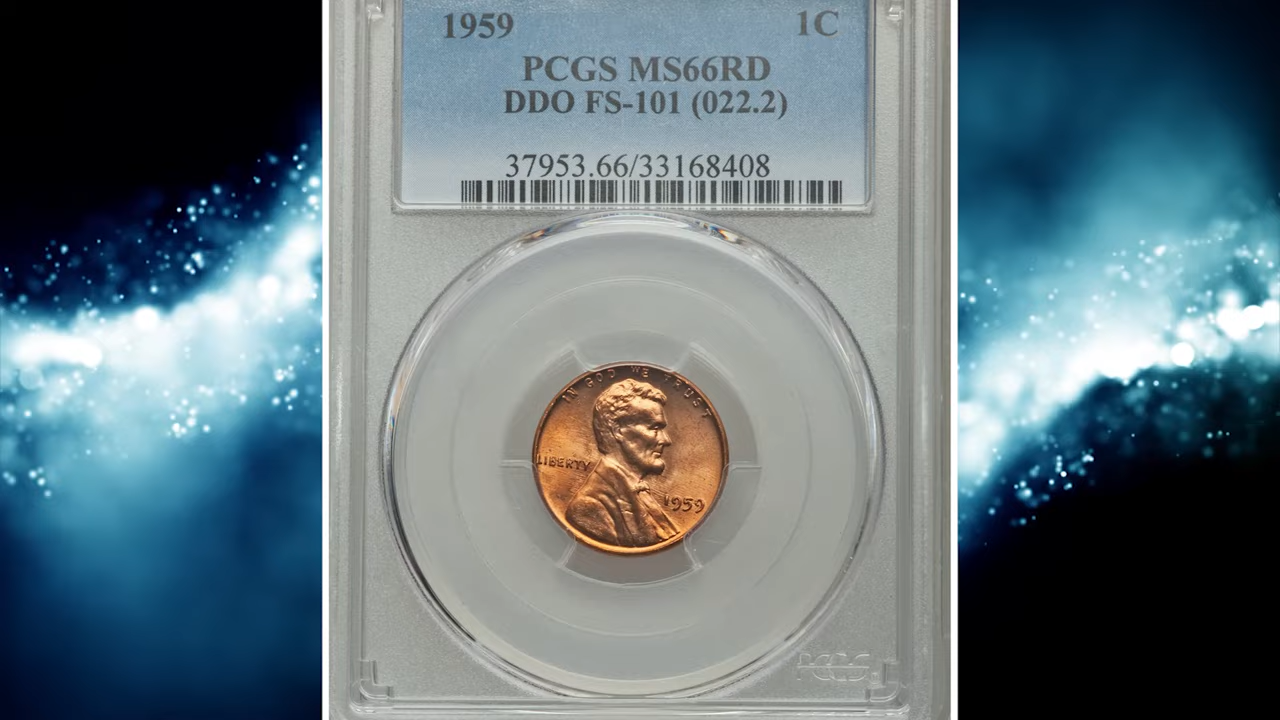 1959 1C
PCGS MS66RD
DDO FS-101 (022.2)
37953.66/33168408
IN GOD WE TRUST
LIBERTY
1959
PCGS